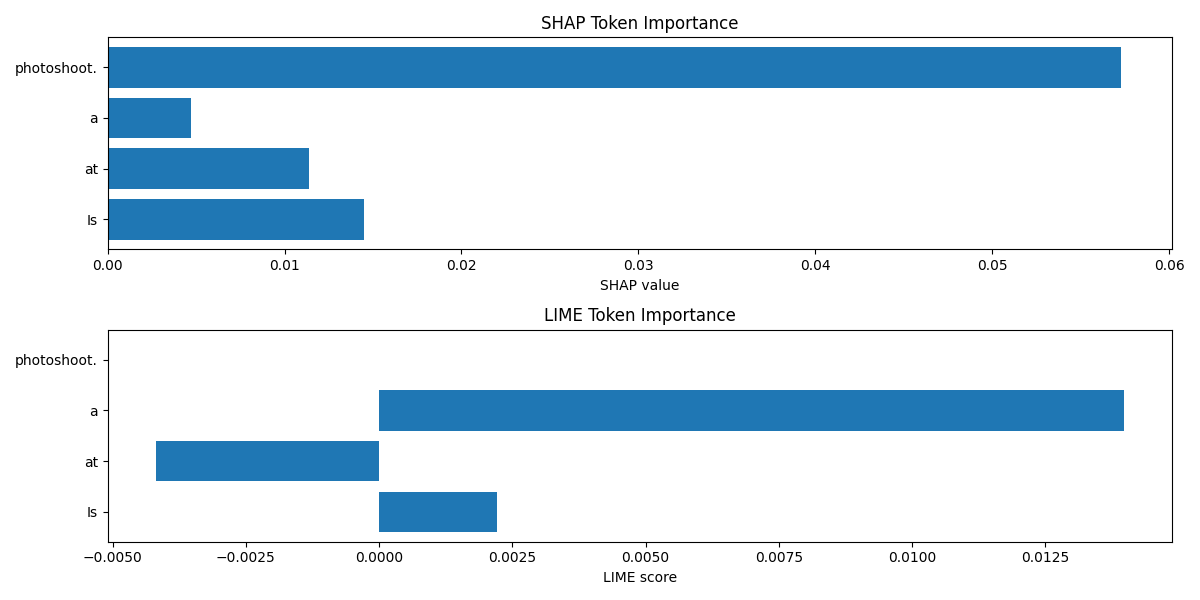 SHAP Token Importance
photoshoot.
a
at
Is
0.00 0.01 0.02 0.03 0.04 0.05 0.06
SHAP value
LIME Token Importance
photoshoot.
a
at
Is
−0.0050 −0.0025 0.0000 0.0025 0.0050 0.0075 0.0100 0.0125
LIME score